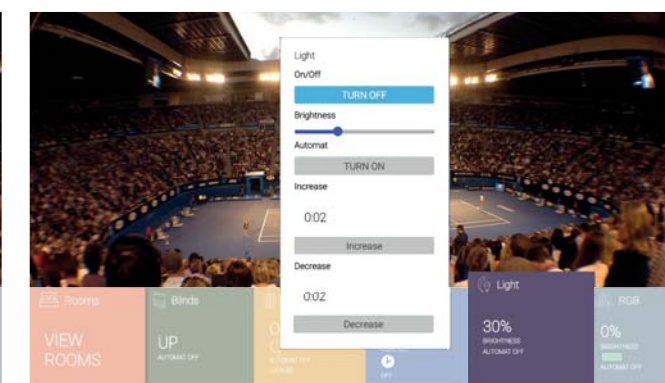 Light
On/Off
TURN OFF
Brightness
Automat
TURN ON
Increase
0:02
Increase
Decrease
0:02
Decrease
Rooms
VIEW
ROOMS
Blinds
UP
AUTOMAT OFF
OFF
Light
30%
BRIGHTNESS
AUTOMAT OFF
RGB
0%
BRIGHTNESS
AUTOMAT OFF